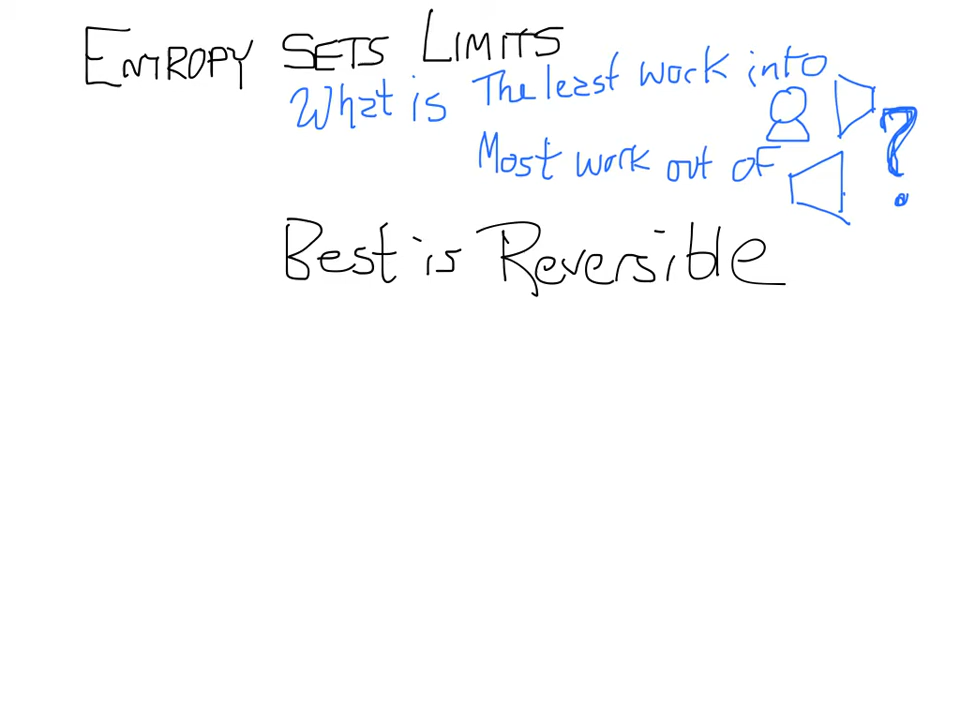 ENTROPY SETS LIMITS
What is The least work into
Most work out of ?
Best is Reversible